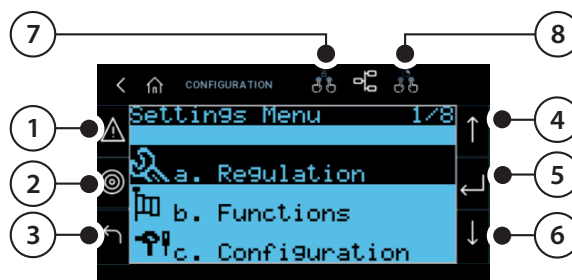 7
8
CONFIGURATION
Settings Menu 1/8
1
4
a. Regulation
2
5
b. Functions
3
6
c. Configuration